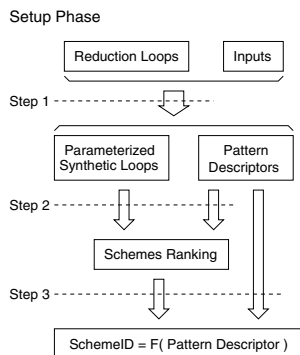 Setup Phase
Reduction Loops
Inputs
Step 1
Parameterized
Synthetic Loops
Pattern
Descriptors
Step 2
Schemes Ranking
Step 3
SchemeID = F( Pattern Descriptor )